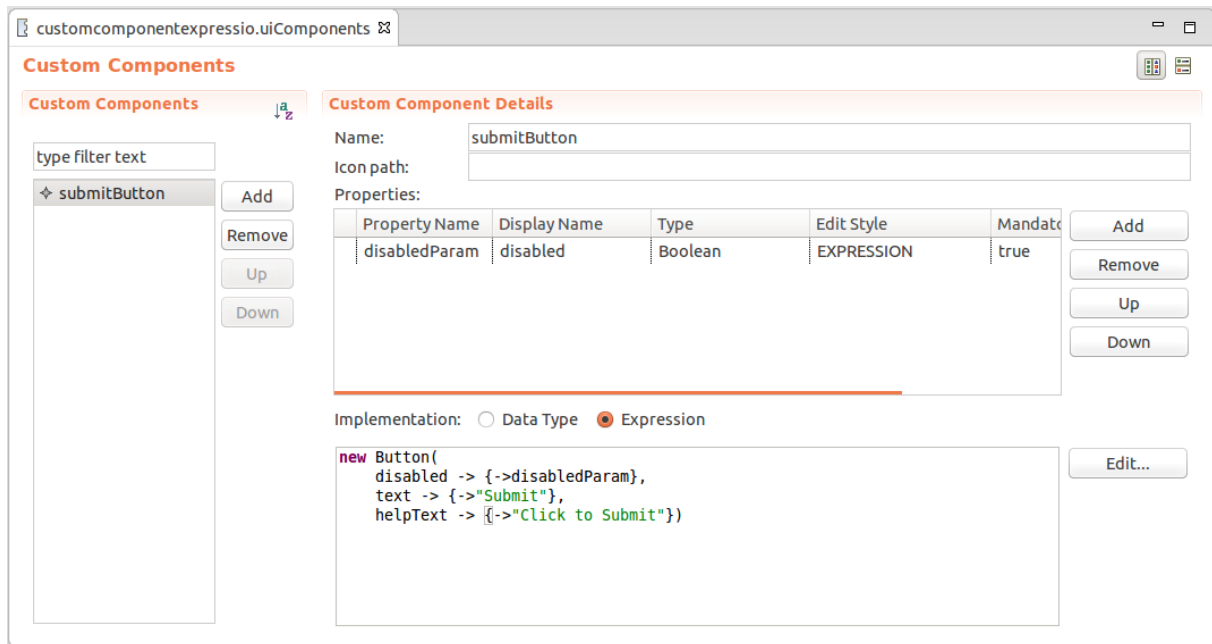 customcomponentexpressio.uiComponents
Custom Components
Custom Components
type filter text
submitButton
Add
Remove
Up
Down
Custom Component Details
Name: submitButton
Icon path:
Properties:
Property Name Display Name Type Edit Style Mandato
disabledParam disabled Boolean EXPRESSION true
Add
Remove
Up
Down
Implementation: Data Type Expression
new Button(
disabled -> {->disabledParam},
text -> {->"Submit"},
helpText -> {->"Click to Submit"})
Edit...